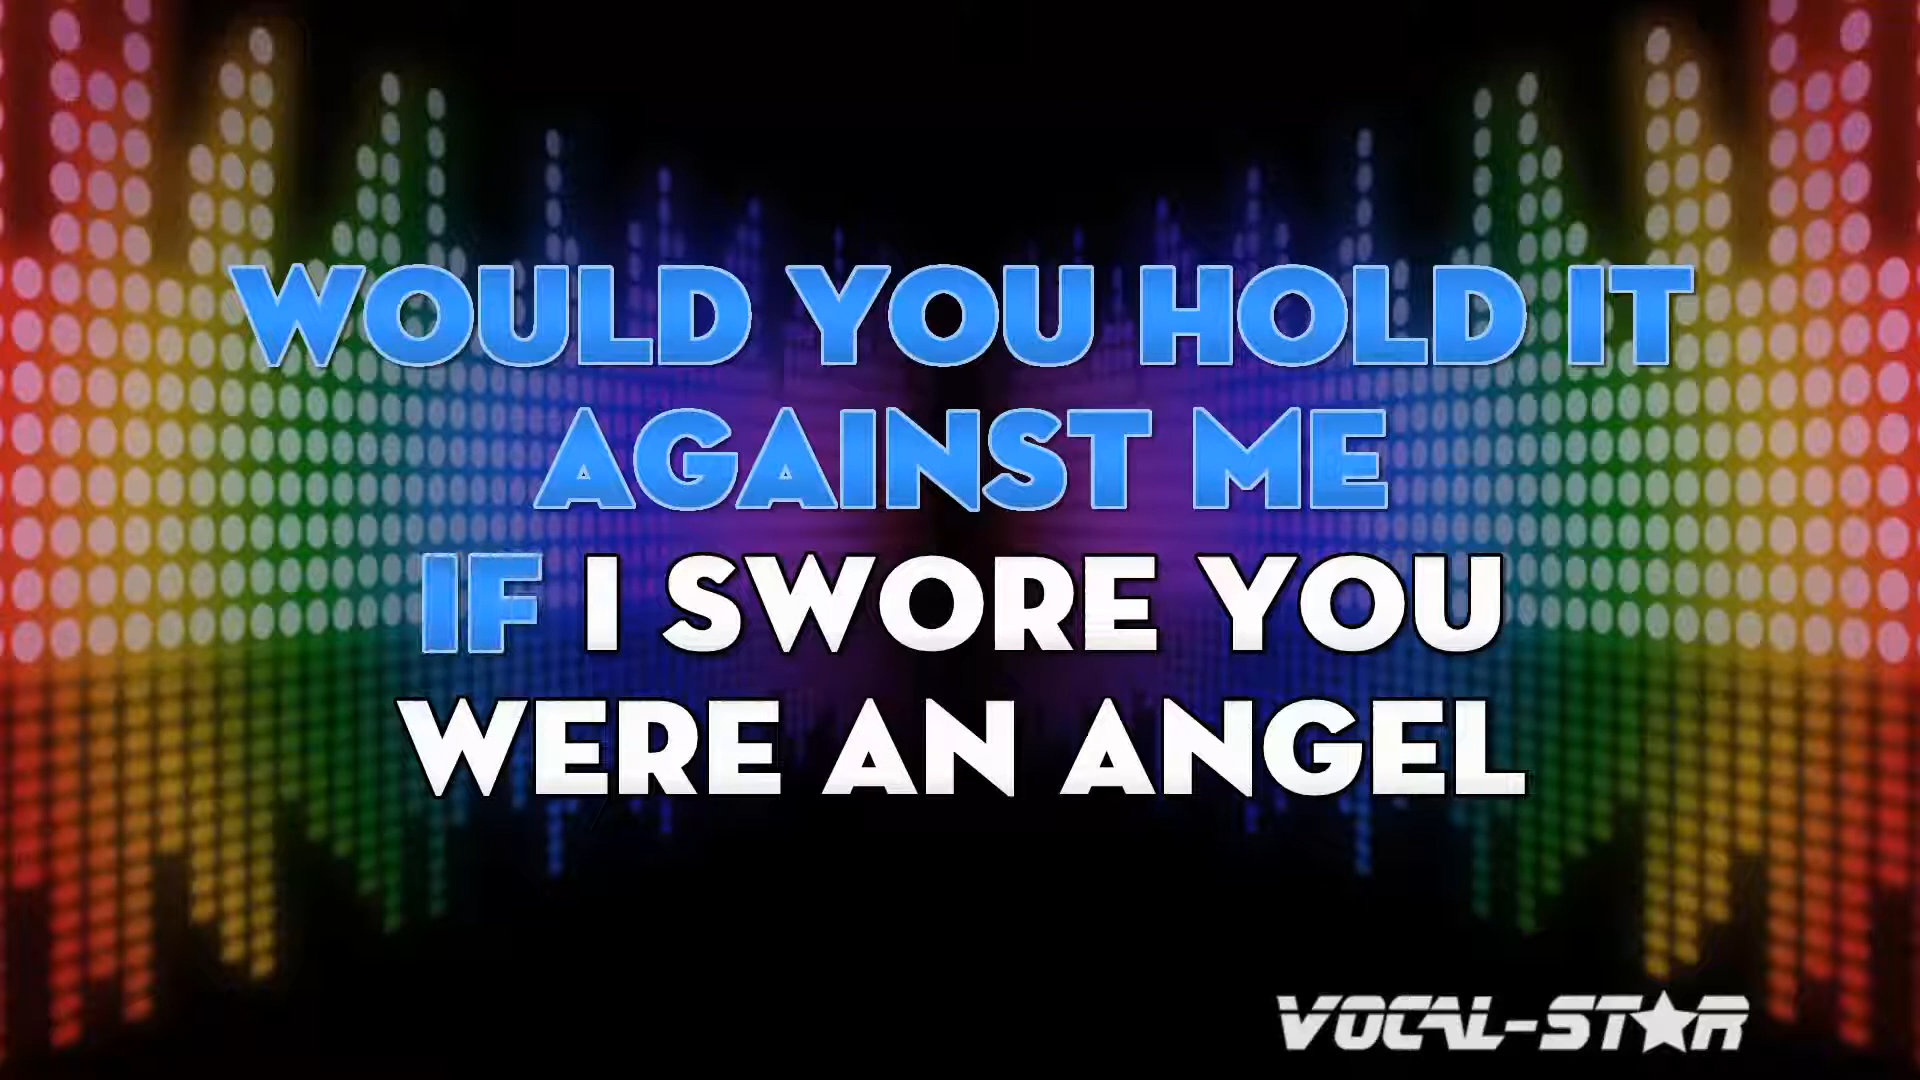 WOULD YOU HOLD IT
AGAINST ME
IF I SWORE YOU
WERE AN ANGEL
VOCAL-STAR